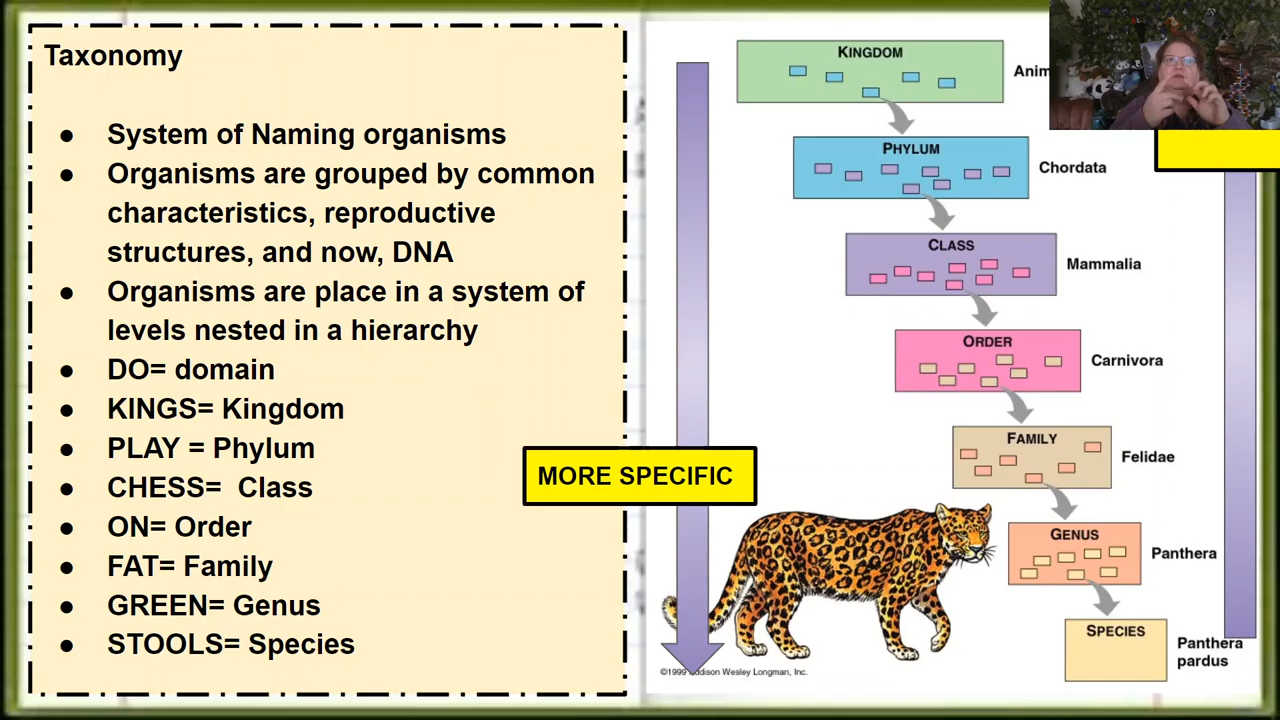 Taxonomy
● System of Naming organisms
● Organisms are grouped by common
characteristics, reproductive
structures, and now, DNA
● Organisms are place in a system of
levels nested in a hierarchy
● DO= domain
● KINGS= Kingdom
● PLAY = Phylum
● CHESS= Class
● ON= Order
● FAT= Family
● GREEN= Genus
● STOOLS= Species
MORE SPECIFIC
KINGDOM
PHYLUM
Chordata
CLASS
Mammalia
ORDER
Carnivora
FAMILY
Felidae
GENUS
Panthera
SPECIES
Panthera
pardus
©1999 Addison Wesley Longman, Inc.